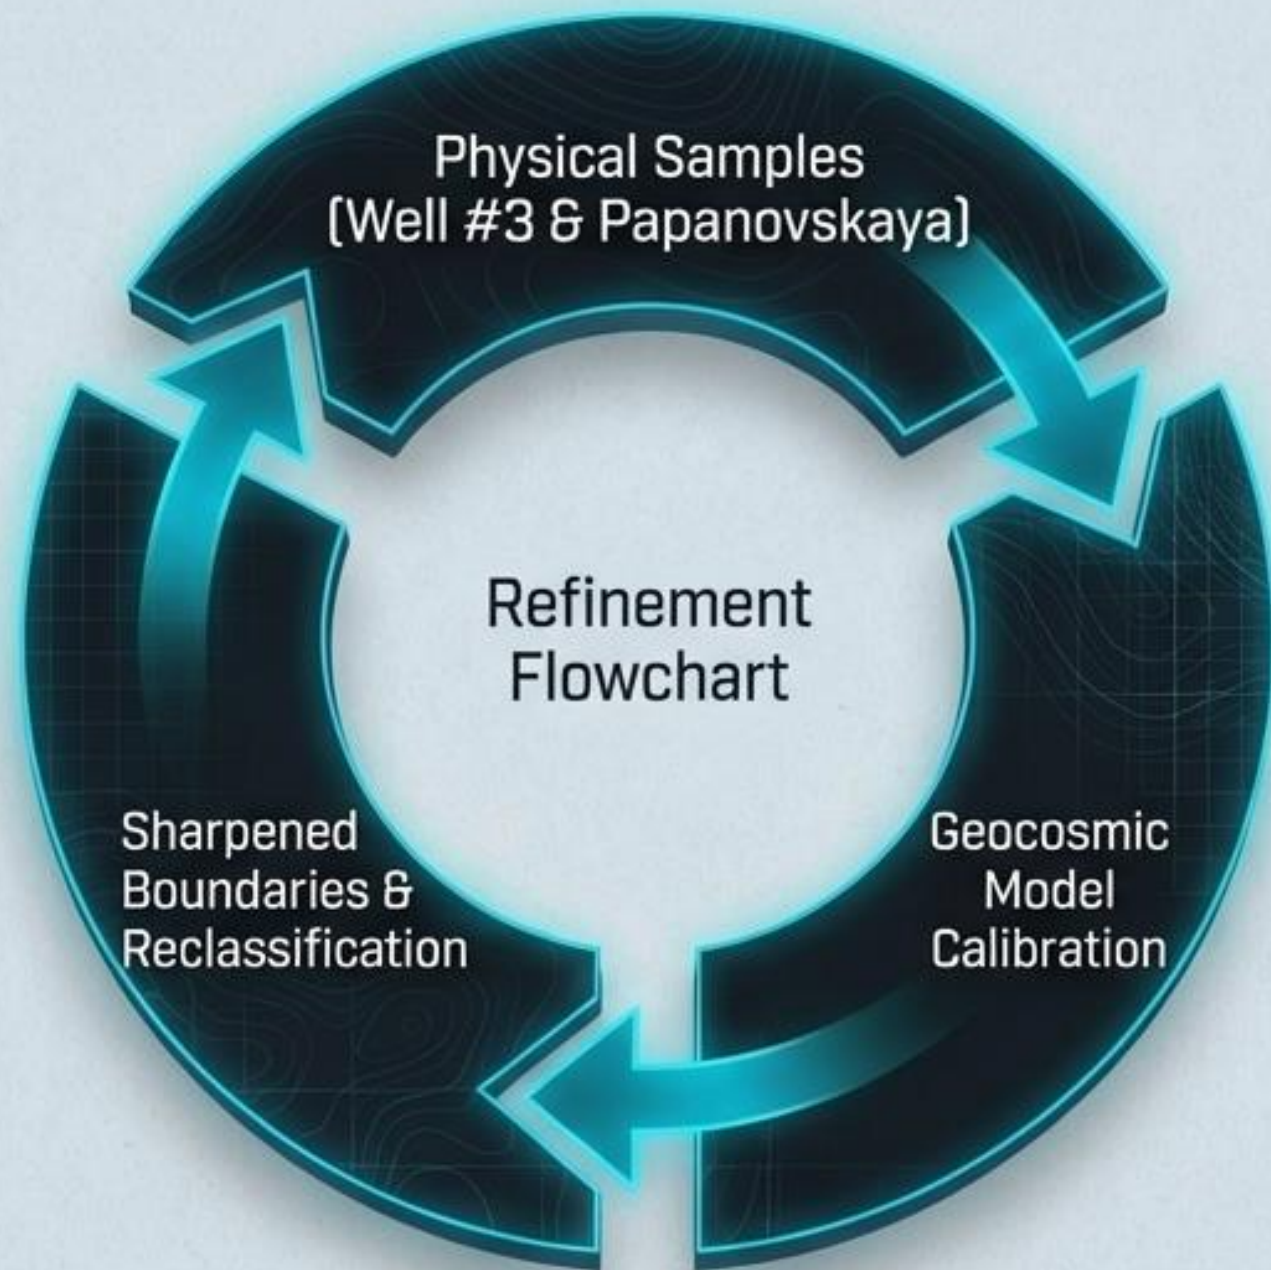 Physical Samples
(Well #3 & Papanovskaya)
Refinement
Flowchart
Sharpened
Boundaries &
Reclassification
Geocosmic
Model
Calibration